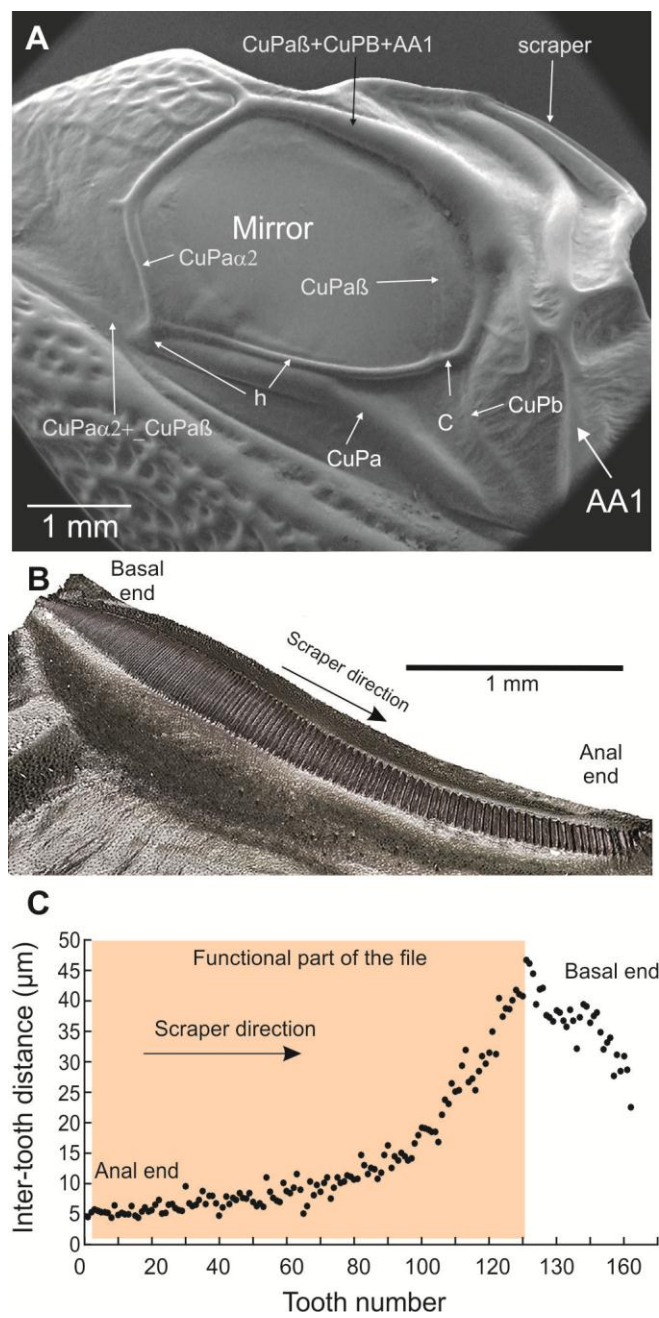 A
CuPaß+CuPB+AA1
scraper
Mirror
CuPaα2
CuPaß
h
C
CuPb
CuPaα2+_CuPaß
CuPa
AA1
1 mm
B
Basal
end
Scraper direction
1 mm
Anal
end
C
50
45
40
35
30
25
20
15
10
5
0
Inter-tooth distance (µm)
Functional part of the file
Basal end
Scraper direction
Anal end
0 20 40 60 80 100 120 130 160
Tooth number